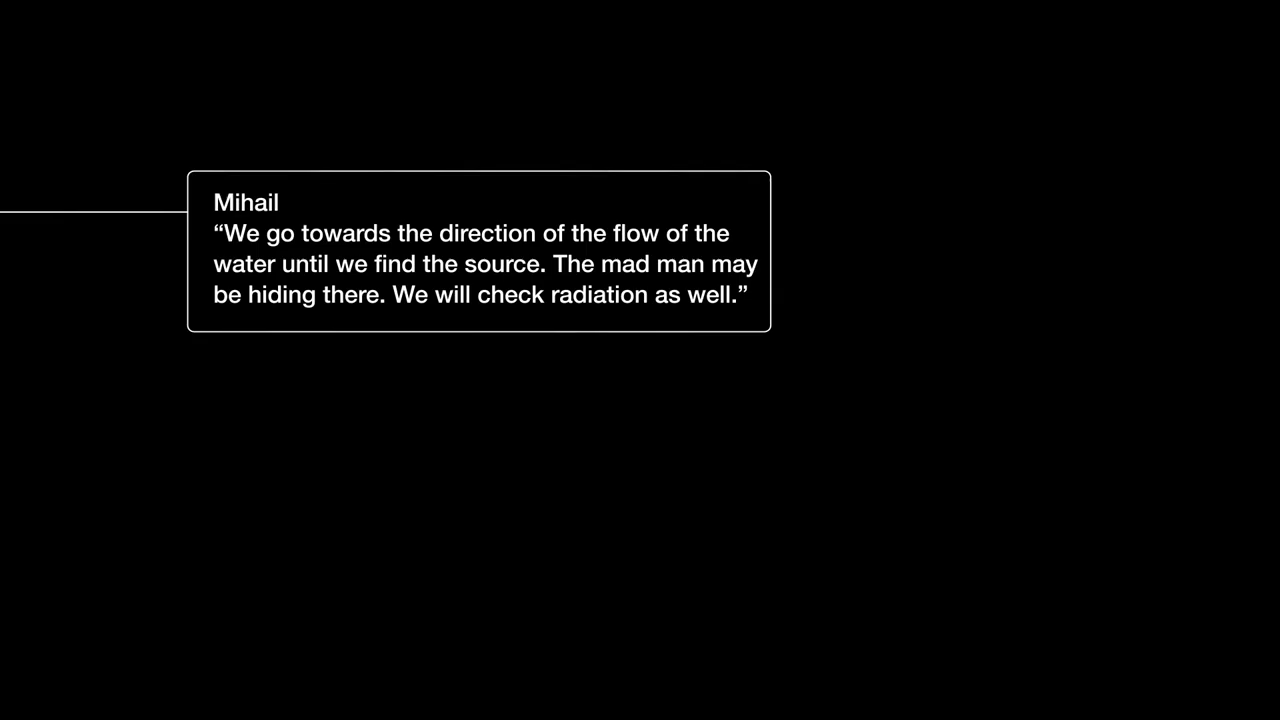 Mihail
“We go towards the direction of the flow of the
water until we find the source. The mad man may
be hiding there. We will check radiation as well.”